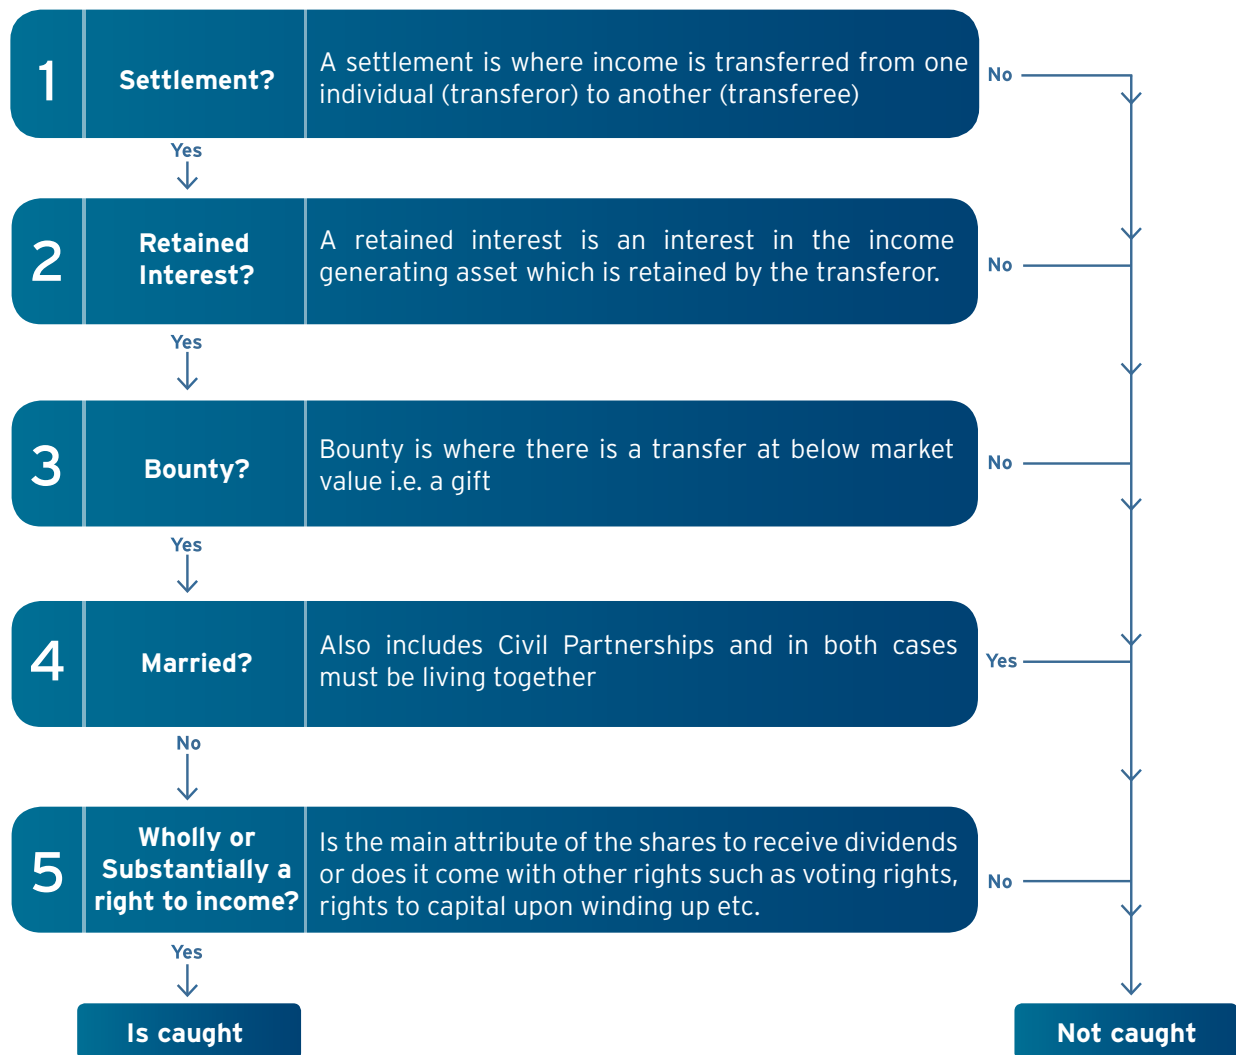 1
Settlement?
A settlement is where income is transferred from one
individual (transferor) to another (transferee)
No
Yes
2
Retained
Interest?
A retained interest is an interest in the income
generating asset which is retained by the transferor.
No
Yes
3
Bounty?
Bounty is where there is a transfer at below market
value i.e. a gift
No
Yes
4
Married?
Also includes Civil Partnerships and in both cases
must be living together
Yes
No
5
Wholly or
Substantially a
right to income?
Is the main attribute of the shares to receive dividends
or does it come with other rights such as voting rights,
rights to capital upon winding up etc.
No
Yes
Is caught
Not caught